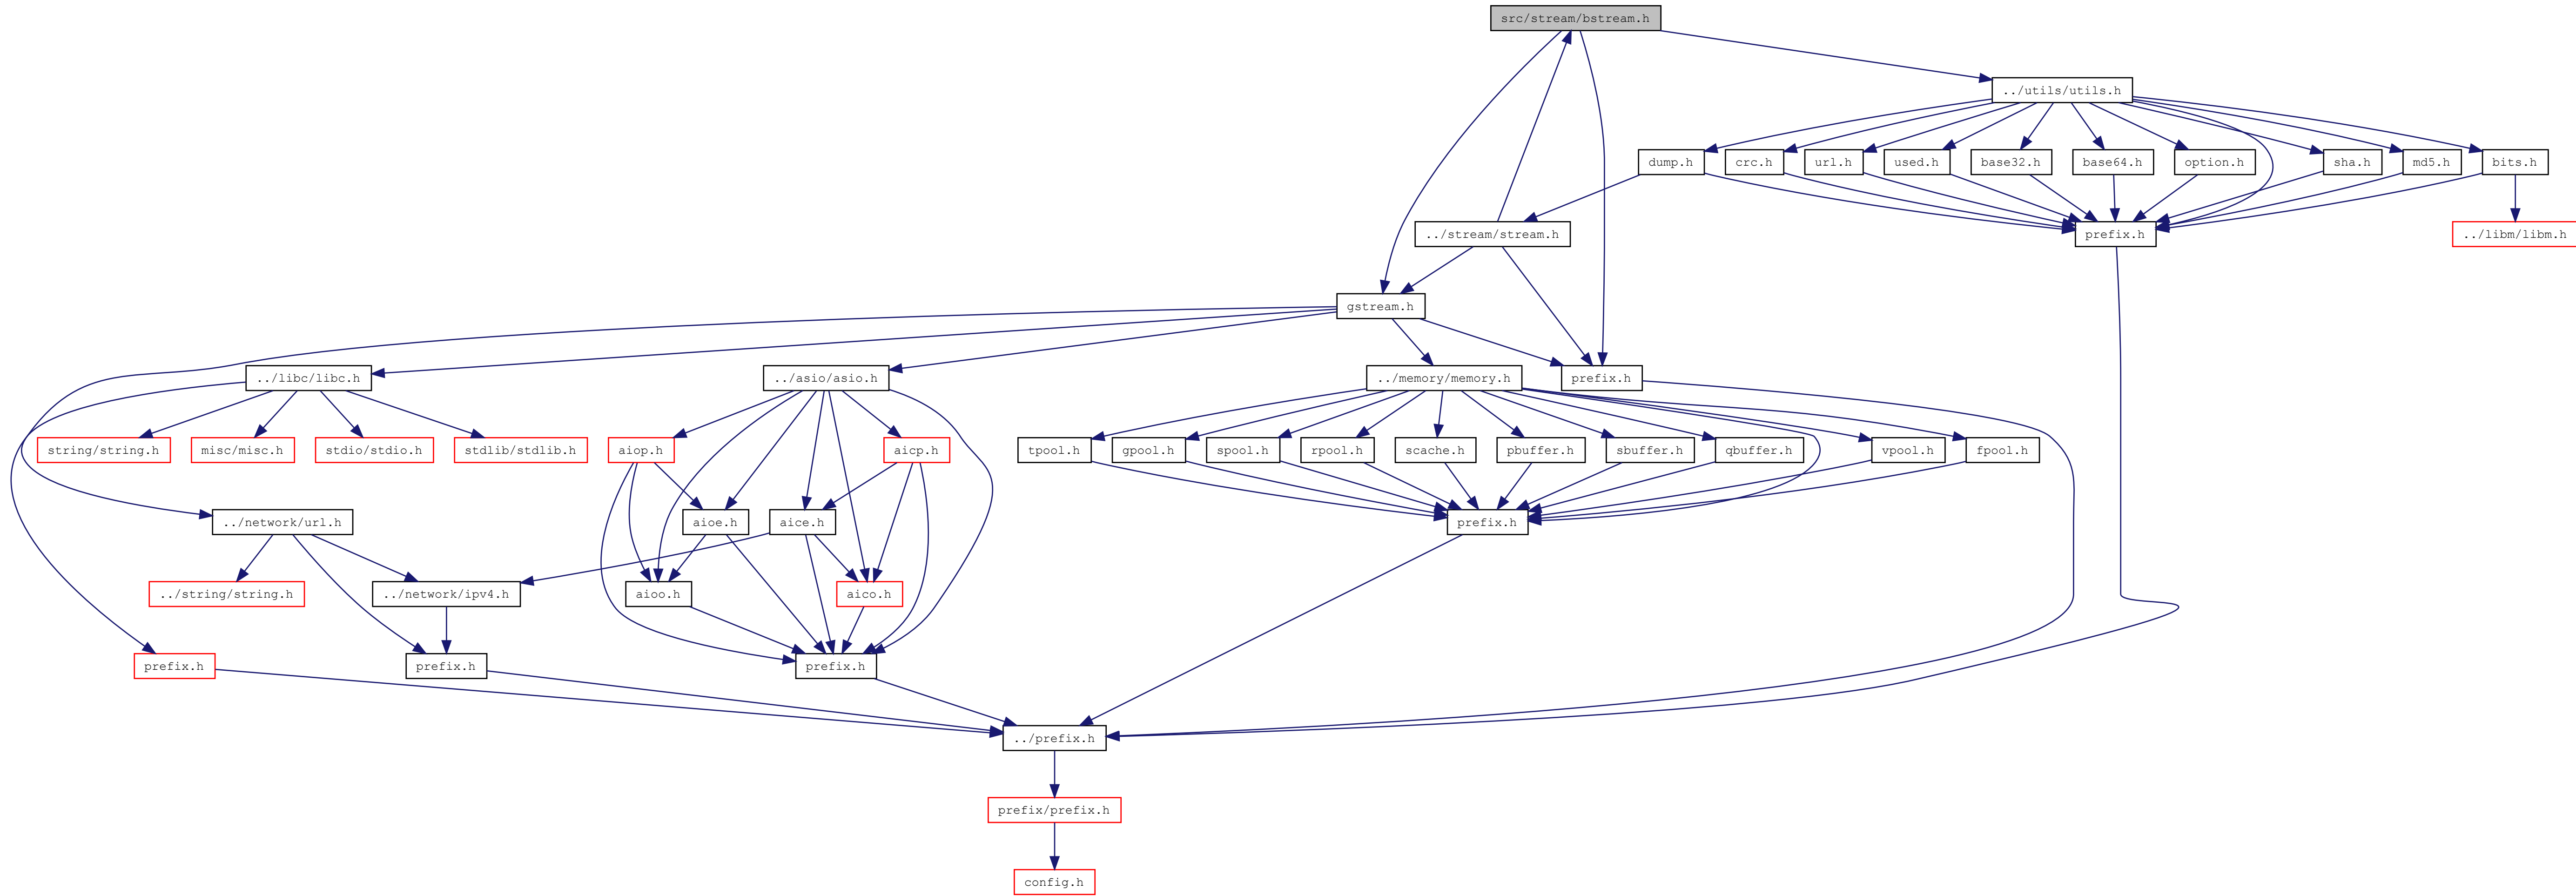 src/stream/bstream.h
../utils/utils.h
dump.h
crc.h
url.h
used.h
base32.h
base64.h
option.h
sha.h
md5.h
bits.h
../stream/stream.h
prefix.h
../libm/libm.h
gstream.h
../libc/libc.h
../asio/asio.h
../memory/memory.h
prefix.h
string/string.h
misc/misc.h
stdio/stdio.h
stdlib/stdlib.h
aiop.h
aicp.h
tpool.h
gpool.h
spool.h
rpool.h
scache.h
pbuffer.h
sbuffer.h
qbuffer.h
vpool.h
fpool.h
../network/url.h
aioe.h
aice.h
prefix.h
../string/string.h
../network/ipv4.h
aioo.h
aico.h
prefix.h
prefix.h
prefix.h
../prefix.h
prefix/prefix.h
config.h